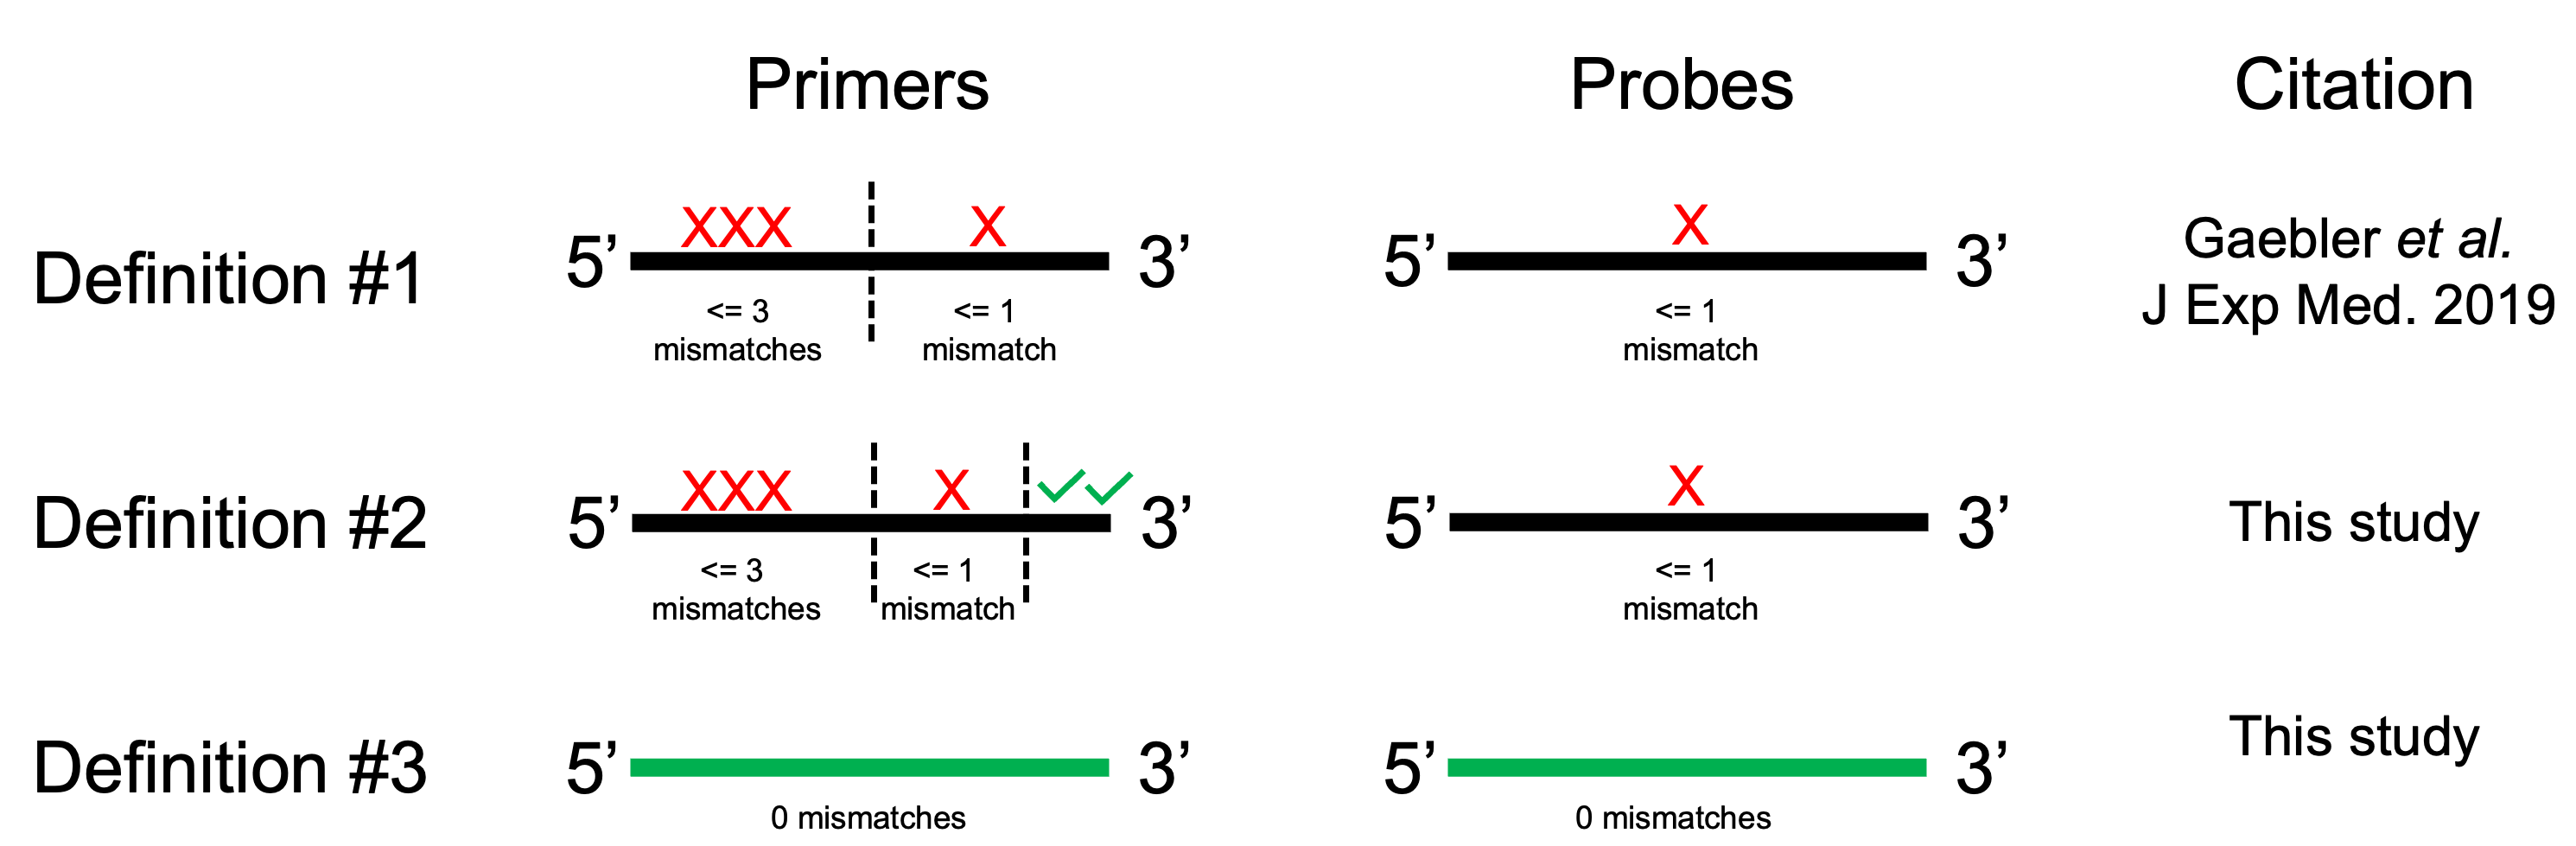 Primers Probes Citation
Definition #1
5’ XXX X 3’
<= 3 mismatches
<= 1 mismatch
5’ X 3’
<= 1 mismatch
Gaebler et al.
J Exp Med. 2019
Definition #2
5’ XXX X 3’
<= 3 mismatches
<= 1 mismatch
5’ X 3’
<= 1 mismatch
This study
Definition #3
5’ 3’
0 mismatches
5’ 3’
0 mismatches
This study